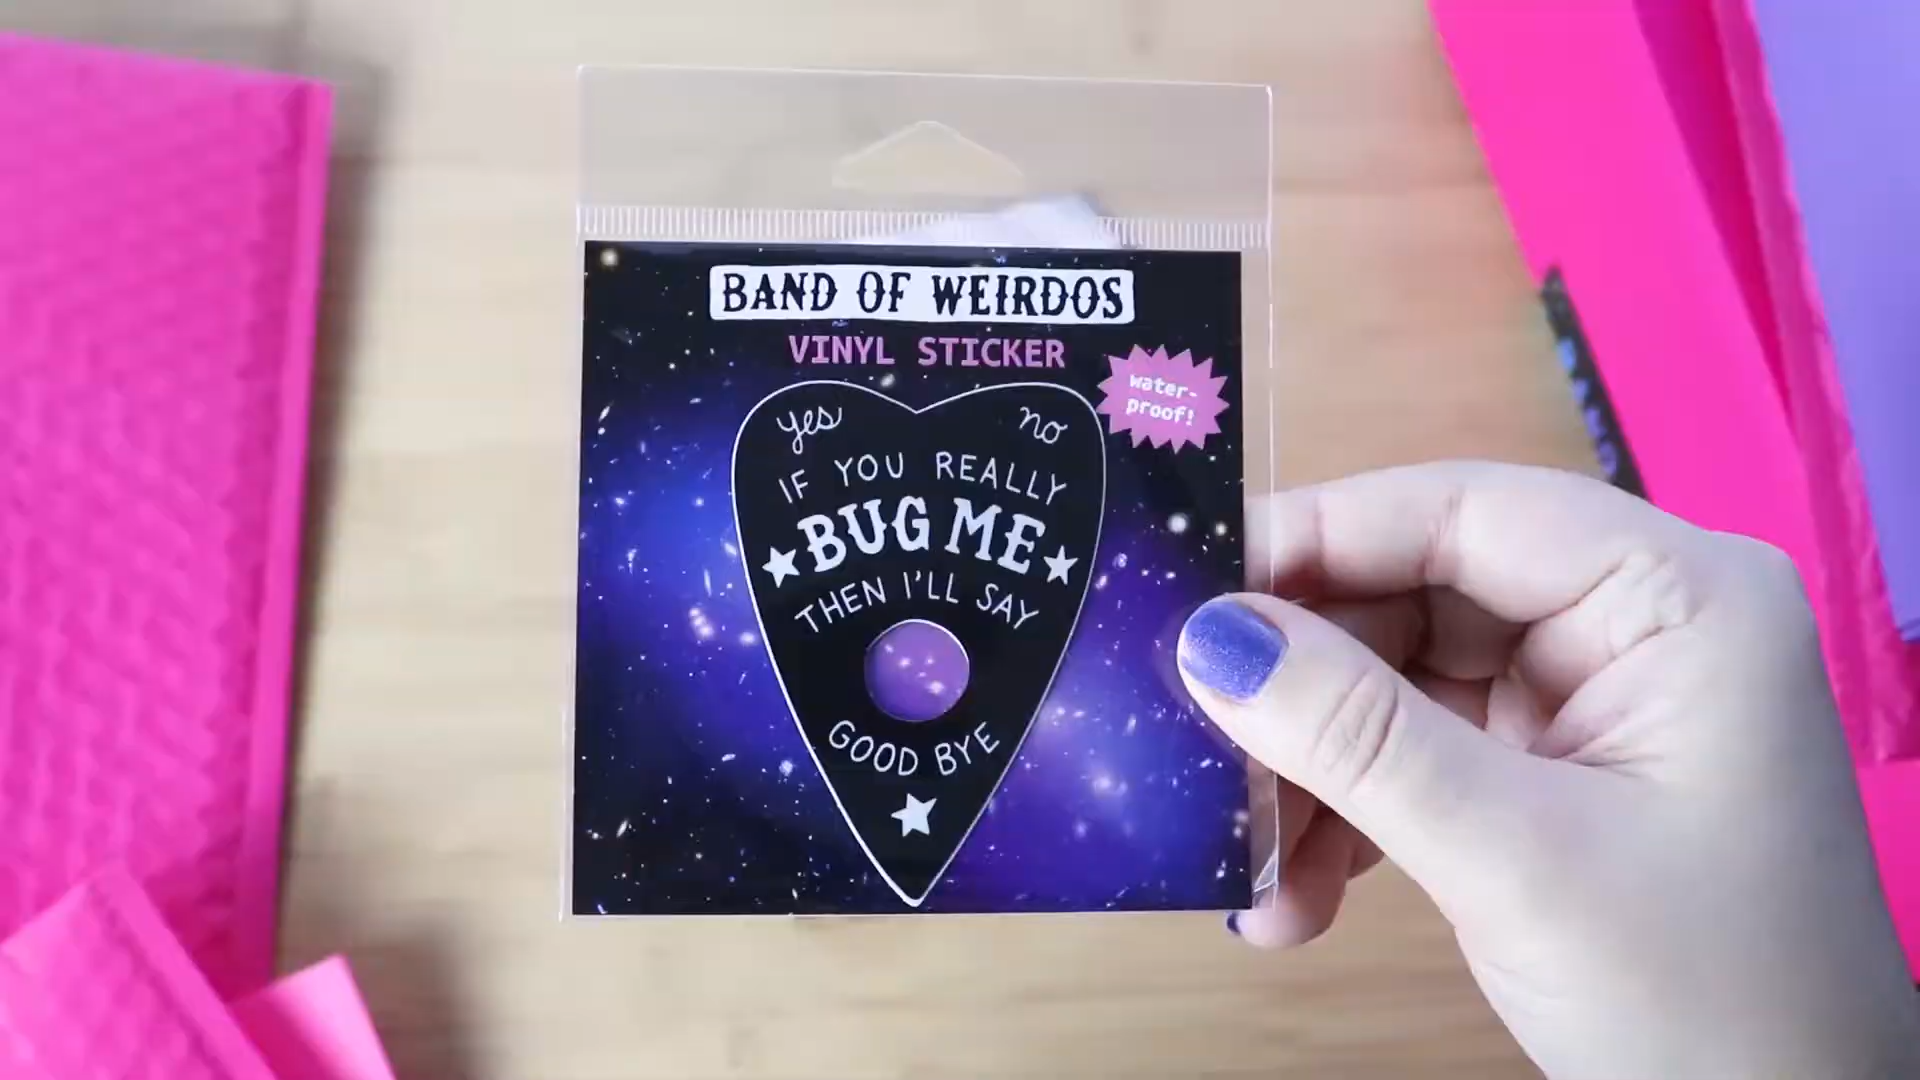 BAND OF WEIRDOS
VINYL STICKER
water-
proof!
yes no
IF YOU REALLY
BUG ME
THEN I'LL SAY
GOOD BYE